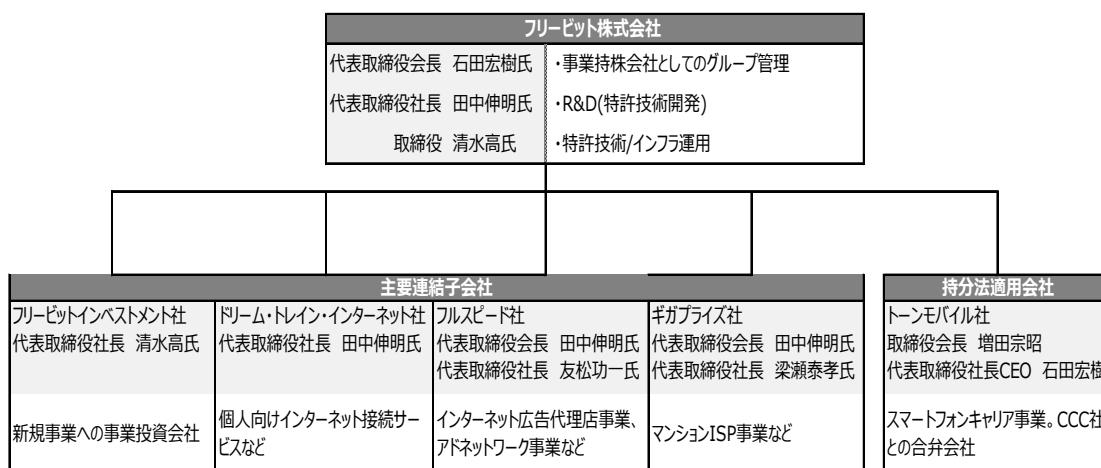 フリービット株式会社
代表取締役会長 石田宏樹氏
・事業持株会社としてのグループ管理
代表取締役社長 田中伸明氏
・R&D(特許技術開発)
取締役 清水高氏
・特許技術/インフラ運用
主要連結子会社
フリービットインベストメント社
代表取締役社長 清水高氏
新規事業への事業投資会社
ドリーム・トレイン・インターネット社
代表取締役社長 田中伸明氏
個人向けインターネット接続サー
ビスなど
フルスピード社
代表取締役会長 田中伸明氏
代表取締役社長 友松功一氏
インターネット広告代理店事業、
アドネットワーク事業など
ギガプライズ社
代表取締役会長 田中伸明氏
代表取締役社長 梁瀬泰孝氏
マンションISP事業など
持分法適用会社
トーンモバイル社
取締役会長 増田宗昭
代表取締役社長CEO 石田宏樹
スマートフォンキャリア事業。CCC社
との合弁会社